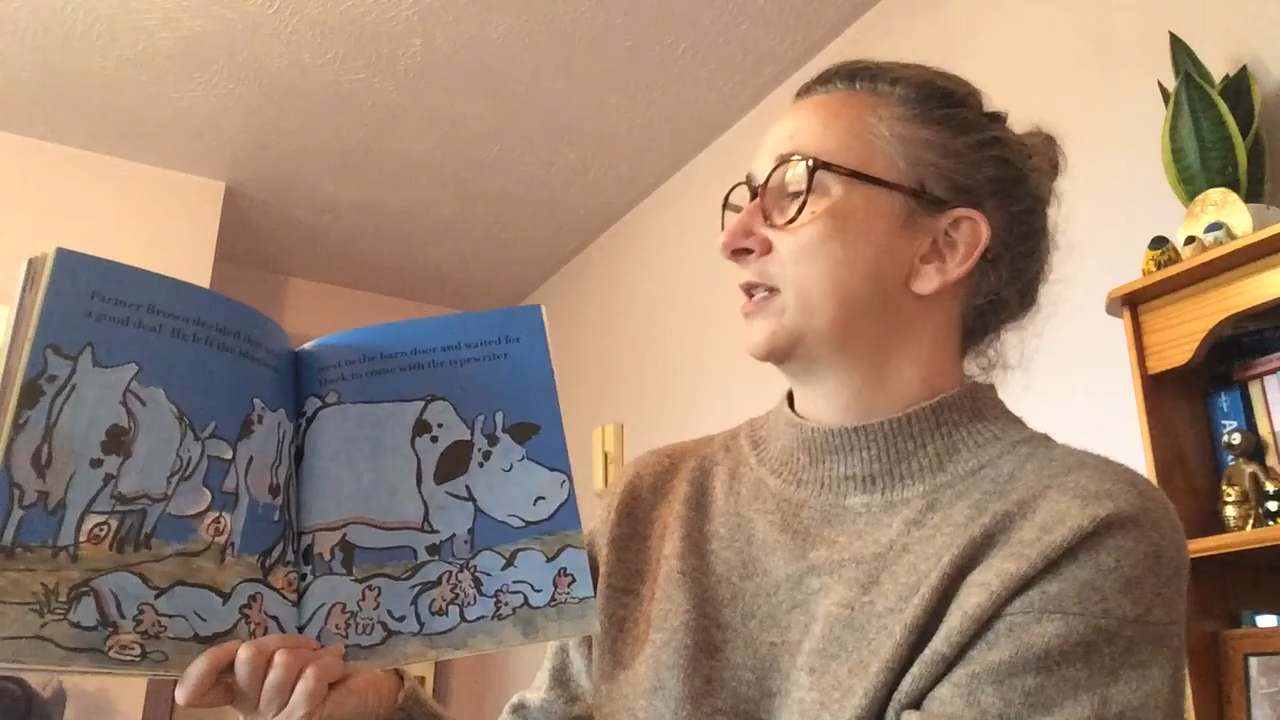 Farmer Brown decided this
a good deal. He left the blankets
next to the barn door and waited for
Duck to come with the typewriter
A